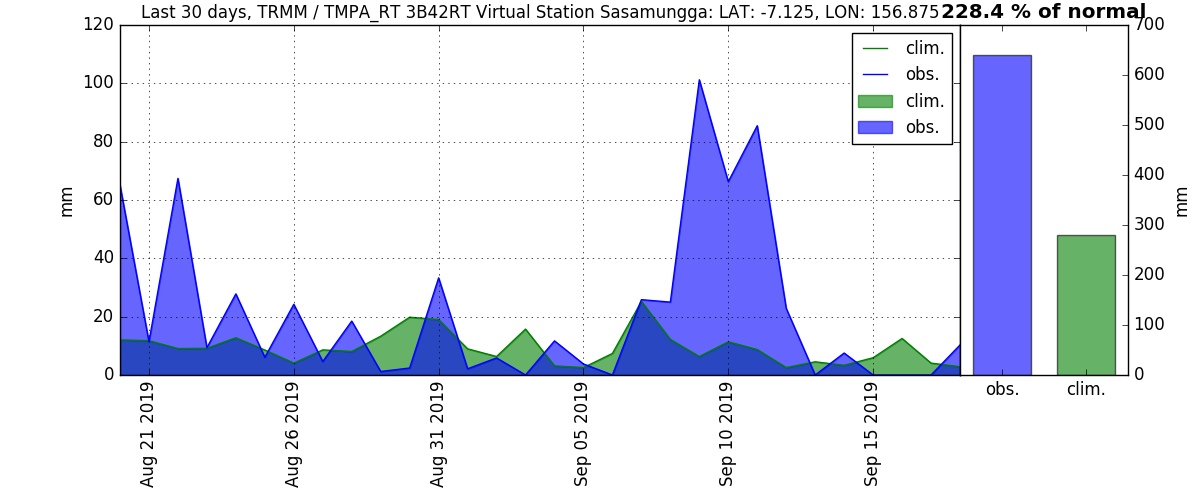 Last 30 days, TRMM / TMPA_RT 3B42RT Virtual Station Sasamungga: LAT: -7.125, LON: 156.875
228.4 % of normal
120
100
80
60
40
20
0
mm
clim.
obs.
clim.
obs.
Aug 21 2019
Aug 26 2019
Aug 31 2019
Sep 05 2019
Sep 10 2019
Sep 15 2019
700
600
500
400
300
200
100
0
mm
obs.
clim.